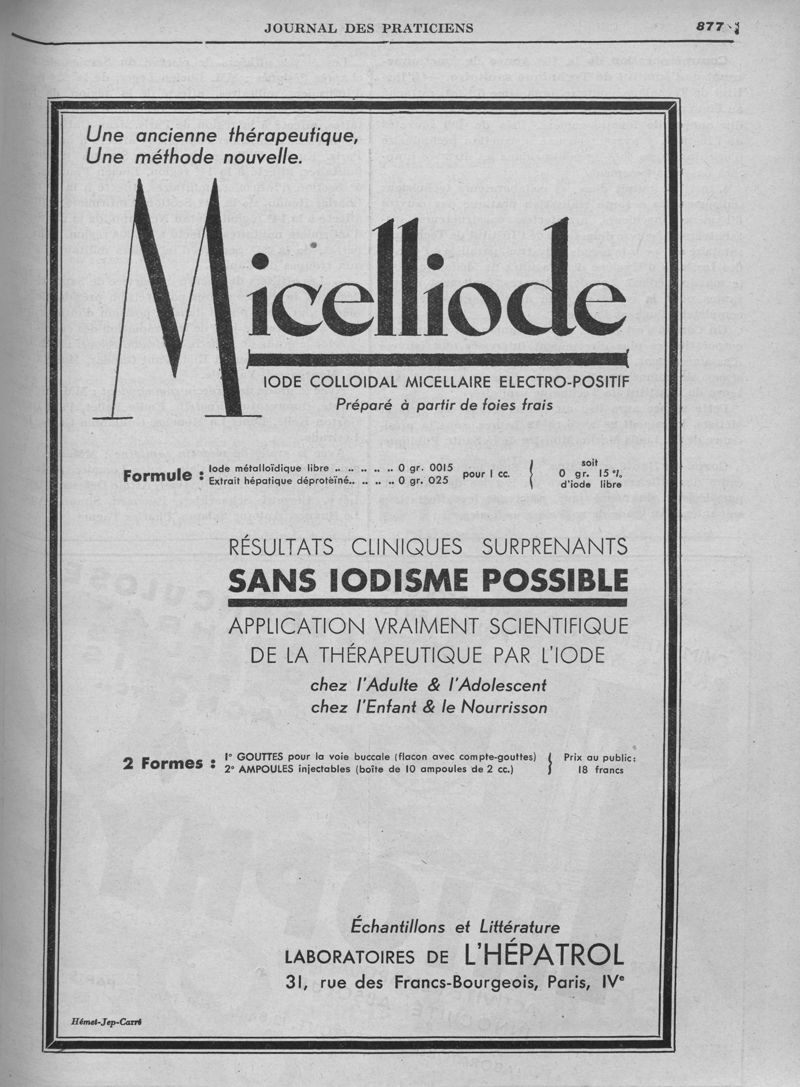 JOURNAL DES PRATICIENS
877
Une ancienne thérapeutique,
Une méthode nouvelle.
Micelliode
IODE COLLOIDAL MICELLAIRE ELECTRO-POSITIF
Préparé à partir de foies frais
Formule : Iode métalloïdique libre .. .. .. .. .. 0 gr. 0015
Extrait hépatique déprotéiné.. .. .. .. 0 gr. 025
pour 1 cc.
soit
0 gr. 15 %
d'iode libre
RÉSULTATS CLINIQUES SURPRENANTS
SANS IODISME POSSIBLE
APPLICATION VRAIMENT SCIENTIFIQUE
DE LA THÉRAPEUTIQUE PAR L'IODE
chez l'Adulte & l'Adolescent
chez l'Enfant & le Nourrisson
2 Formes : 1° GOUTTES pour la voie buccale (flacon avec compte-gouttes)
2° AMPOULES injectables (boîte de 10 ampoules de 2 cc.)
Prix au public:
18 francs
Échantillons et Littérature
LABORATOIRES DE L'HÉPATROL
31, rue des Francs-Bourgeois, Paris, IVe
Hémet-Jep-Carré